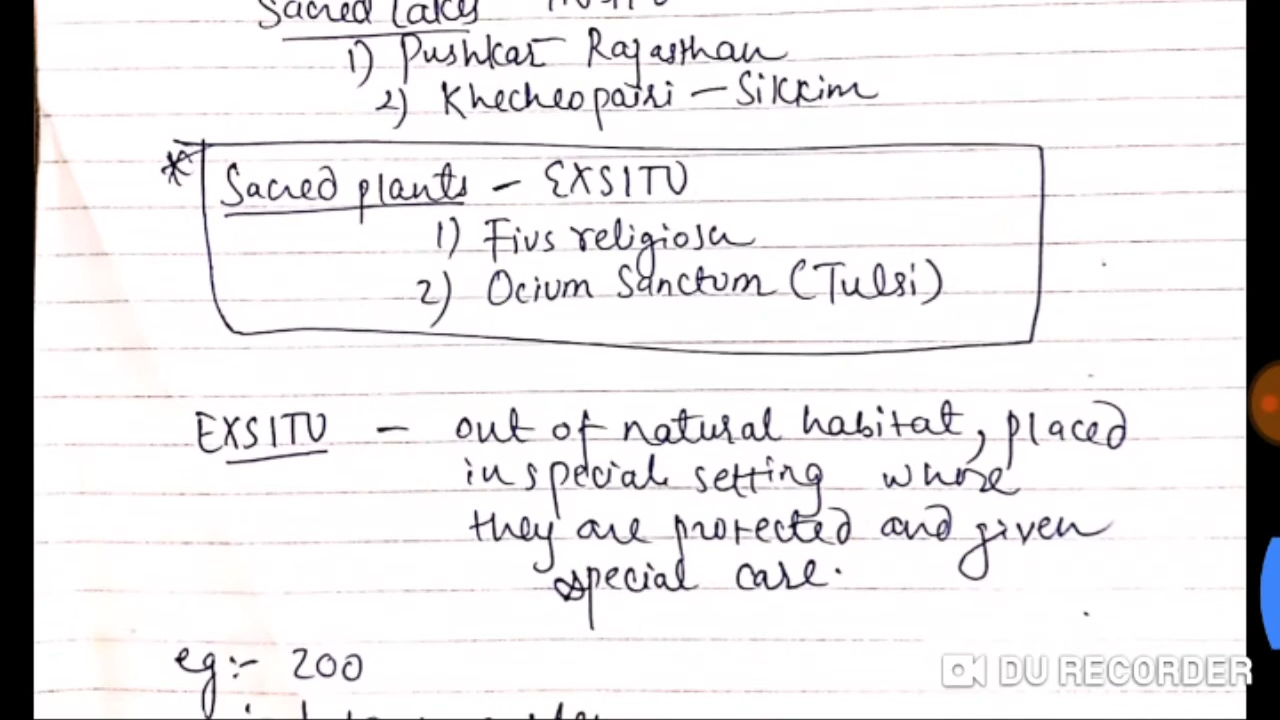 Sacred Lakes
1) Pushkar Rajasthan
2) Khecheopairi - Sikkim
* Sacred plants - EXSITU
1) Fius religiosa
2) Ocium Sanctum (Tulsi)
EXSITU - out of natural habitat, placed
in special setting where
they are protected and given
special care.
eg:- 200
DU RECORDER